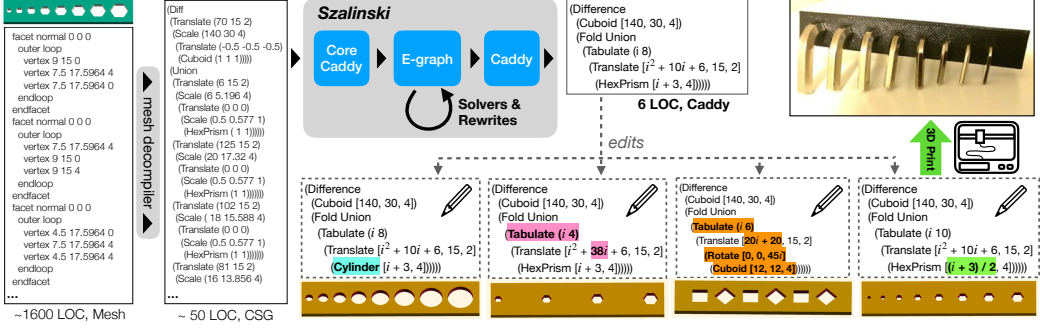 facet normal 0 0 0
outer loop
vertex 9 15 0
vertex 7.5 17.5964 4
vertex 7.5 17.5964 0
endloop
endfacet
facet normal 0 0 0
outer loop
vertex 7.5 17.5964 4
vertex 9 15 0
vertex 9 15 4
endloop
endfacet
facet normal 0 0 0
outer loop
vertex 4.5 17.5964 0
vertex 7.5 17.5964 4
vertex 4.5 17.5964 4
endloop
endfacet
...
~1600 LOC, Mesh
mesh decompiler
(Diff
(Translate (70 15 2)
(Scale (140 30 4)
(Translate (-0.5 -0.5 -0.5)
(Cuboid (1 1 1)))))
(Union
(Translate (6 15 2)
(Scale (6 5.196 4)
(Translate (0 0 0)
(Scale (0.5 0.577 1)
(HexPrism ( 1 1))))))
(Translate (125 15 2)
(Scale (20 17.32 4)
(Translate (0 0 0)
(Scale (0.5 0.577 1)
(HexPrism (1 1))))))
(Translate (102 15 2)
(Scale ( 18 15.588 4)
(Translate (0 0 0)
(Scale (0.5 0.577 1)
(HexPrism (1 1))))))
(Translate (81 15 2)
(Scale (16 13.856 4)
...
~ 50 LOC, CSG
Szalinski
Core Caddy
E-graph
Caddy
Solvers &
Rewrites
(Difference
(Cuboid [140, 30, 4])
(Fold Union
(Tabulate (i 8)
(Translate [i² + 10i + 6, 15, 2]
(HexPrism [i + 3, 4])))))
6 LOC, Caddy
edits
3D Print
(Difference
(Cuboid [140, 30, 4])
(Fold Union
(Tabulate (i 8)
(Translate [i² + 10i + 6, 15, 2]
(Cylinder [i + 3, 4])))))
(Difference
(Cuboid [140, 30, 4])
(Fold Union
(Tabulate (i 4)
(Translate [i² + 38i + 6, 15, 2]
(HexPrism [i + 3, 4])))))
(Difference
(Cuboid [140, 30, 4])
(Fold Union
(Tabulate (i 6)
(Translate [20i + 20, 15, 2]
(Rotate [0, 0, 45i]
(Cuboid [12, 12, 4])))))
(Difference
(Cuboid [140, 30, 4])
(Fold Union
(Tabulate (i 10)
(Translate [i² + 10i + 6, 15, 2]
(HexPrism [(i + 3) / 2, 4])))))